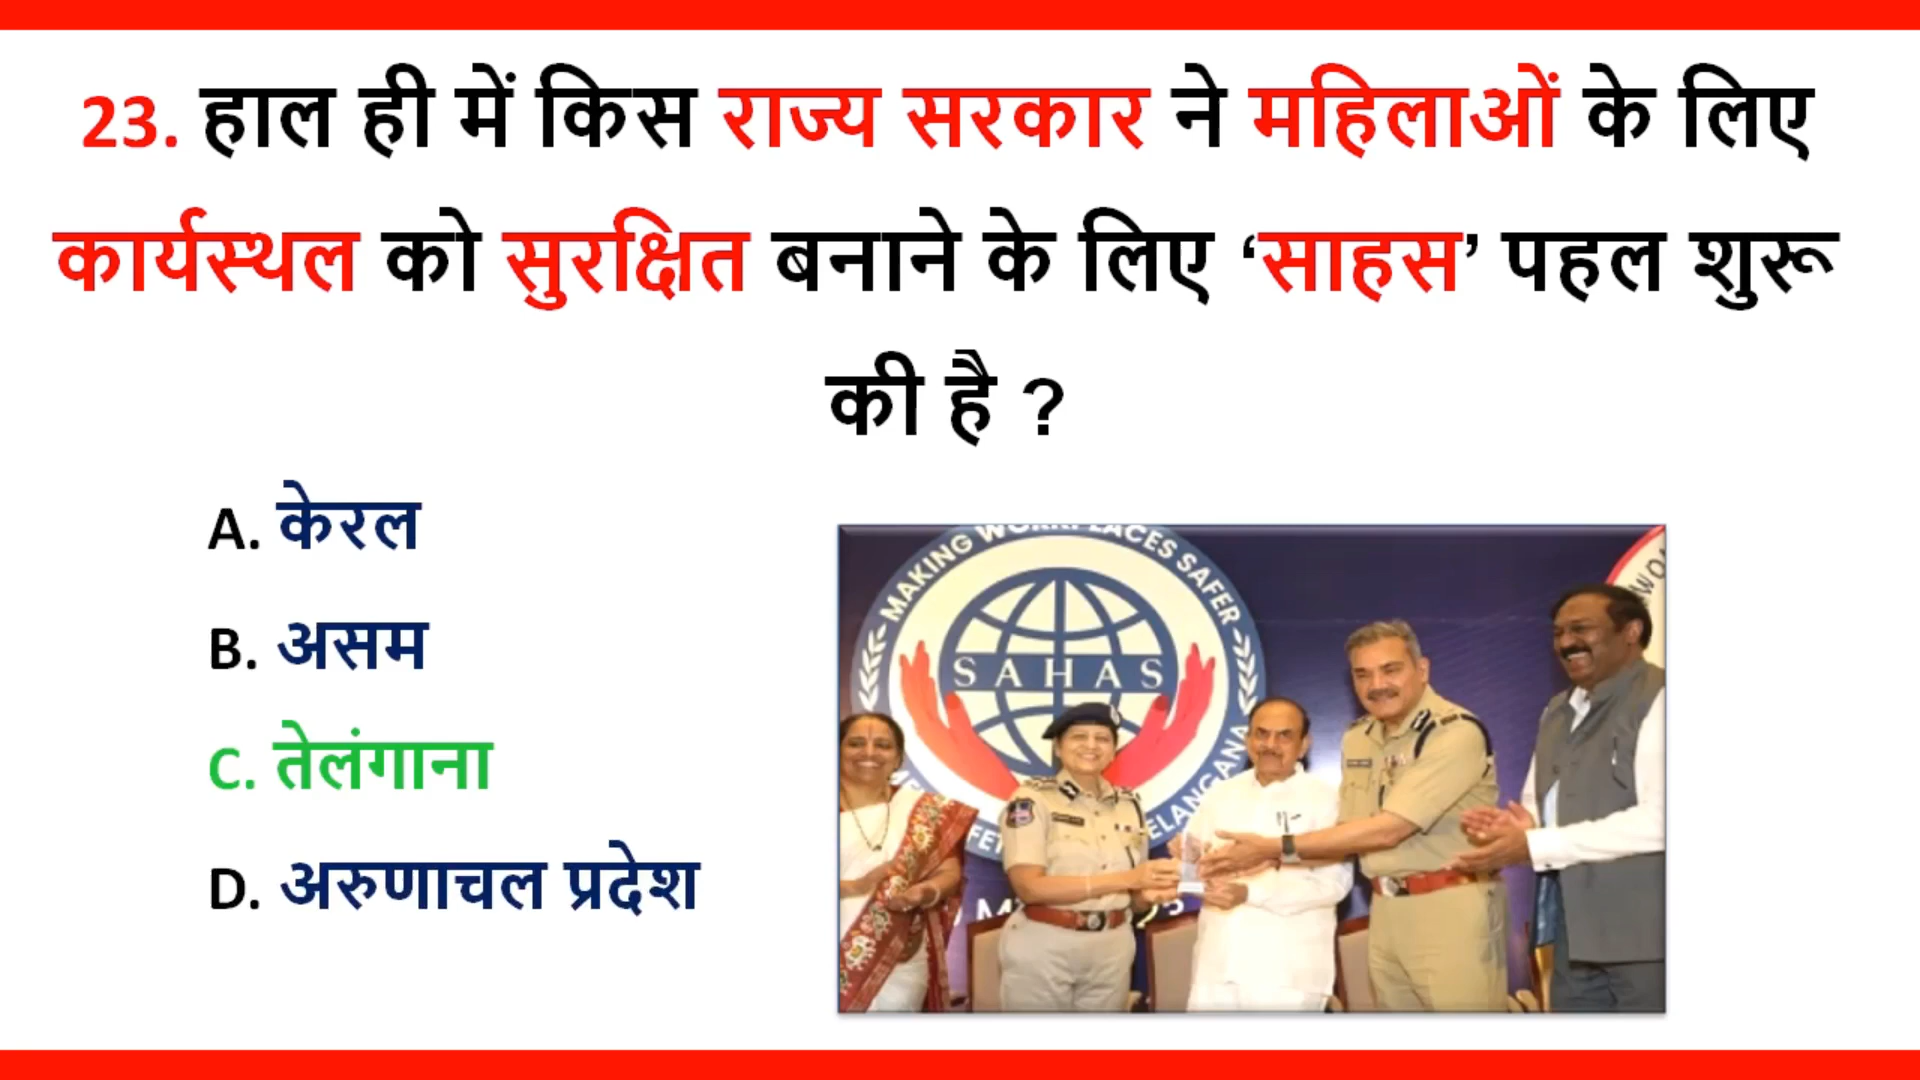 23. हाल ही में किस राज्य सरकार ने महिलाओं के लिए
कार्यस्थल को सुरक्षित बनाने के लिए ‘साहस’ पहल शुरू
की है ?
A. केरल
B. असम
C. तेलंगाना
D. अरुणाचल प्रदेश
MAKING WORKPLACES SAFER
SAHAS